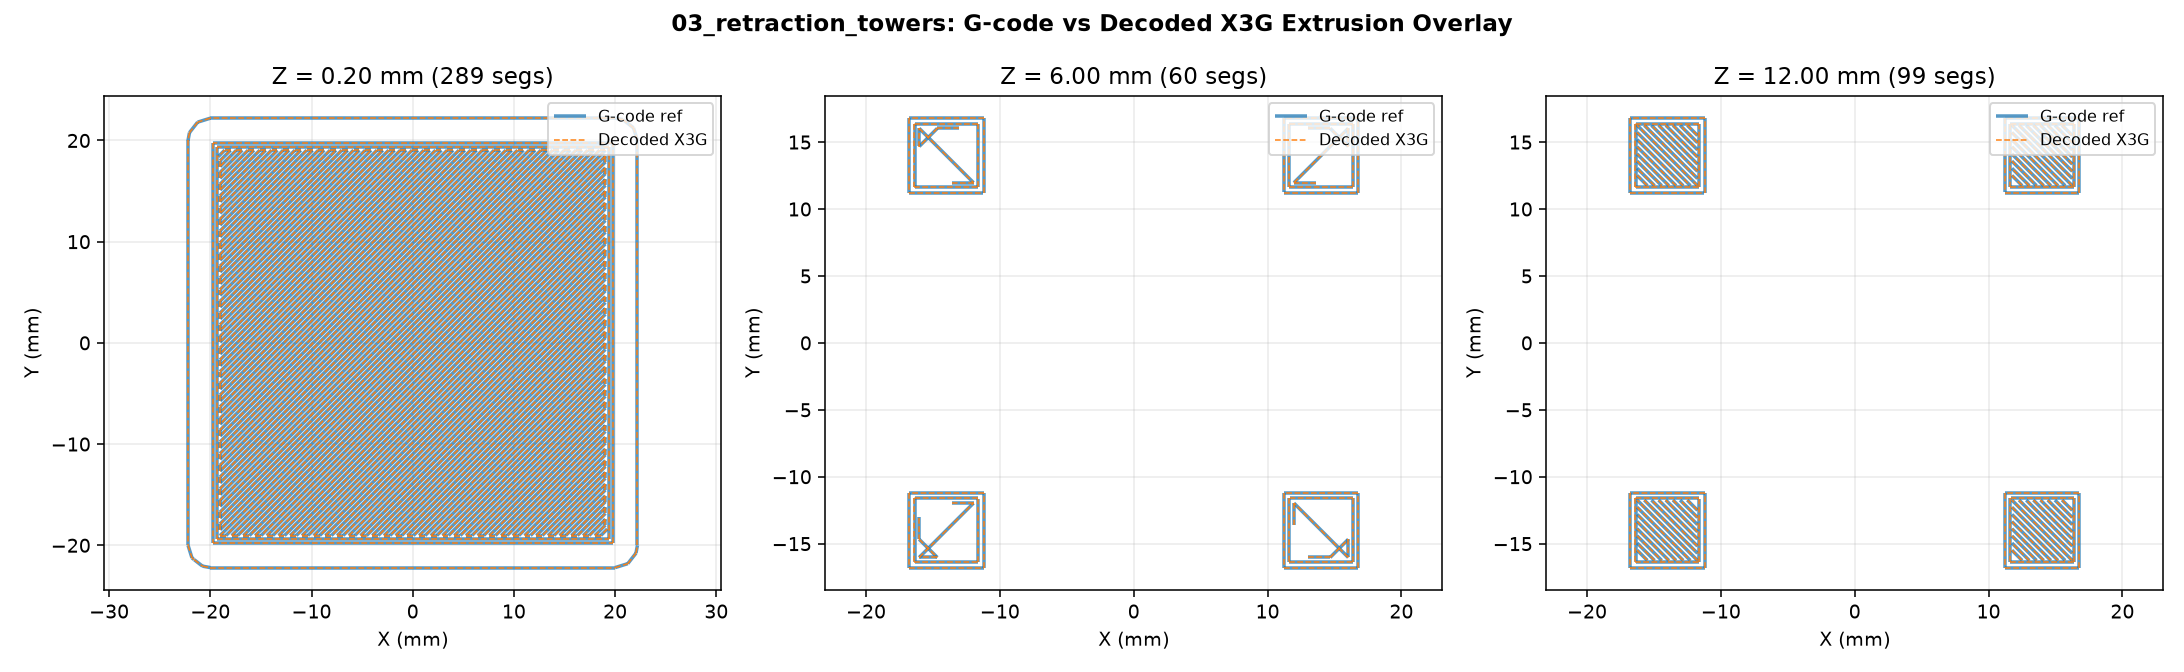 03_retraction_towers: G-code vs Decoded X3G Extrusion Overlay
Z = 0.20 mm (289 segs)
G-code ref
Decoded X3G
20
10
0
−10
−20
Y (mm)
−30
−20
−10
0
10
20
30
X (mm)
Z = 6.00 mm (60 segs)
G-code ref
Decoded X3G
15
10
5
0
−5
−10
−15
Y (mm)
−20
−10
0
10
20
X (mm)
Z = 12.00 mm (99 segs)
G-code ref
Decoded X3G
15
10
5
0
−5
−10
−15
Y (mm)
−20
−10
0
10
20
X (mm)